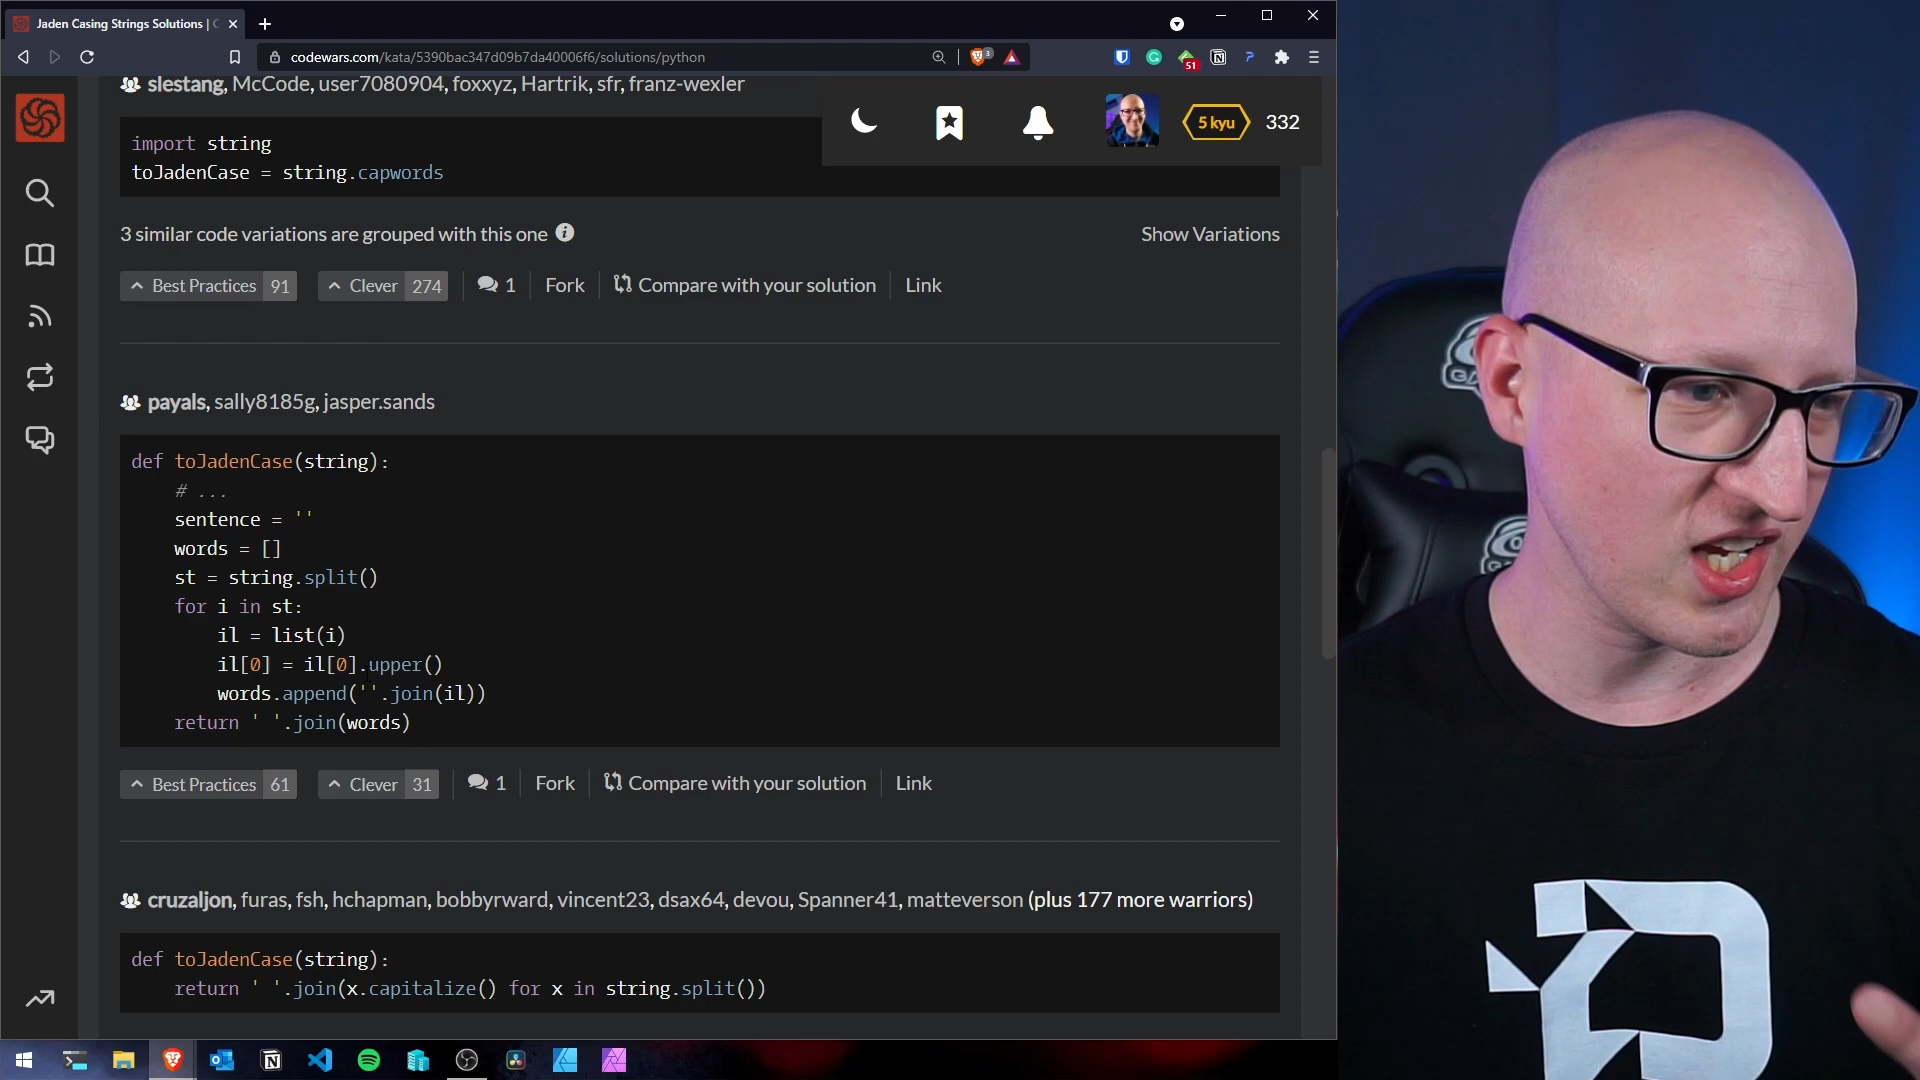 Jaden Casing Strings Solutions | C
codewars.com/kata/5390bac347d09b7da40006f6/solutions/python
3
51
slestang, McCode, user7080904, foxxyz, Hartrik, sfr, franz-wexler
5 kyu 332
import string
toJadenCase = string.capwords
3 similar code variations are grouped with this one
Show Variations
Best Practices 91 Clever 274 1 Fork Compare with your solution Link
payals, sally8185g, jasper.sands
def toJadenCase(string):
# ...
sentence = ''
words = []
st = string.split()
for i in st:
il = list(i)
il[0] = il[0].upper()
words.append(''.join(il))
return ' '.join(words)
Best Practices 61 Clever 31 1 Fork Compare with your solution Link
cruzaljon, furas, fsh, hchapman, bobbyrward, vincent23, dsax64, devou, Spanner41, matteverson (plus 177 more warriors)
def toJadenCase(string):
return ' '.join(x.capitalize() for x in string.split())